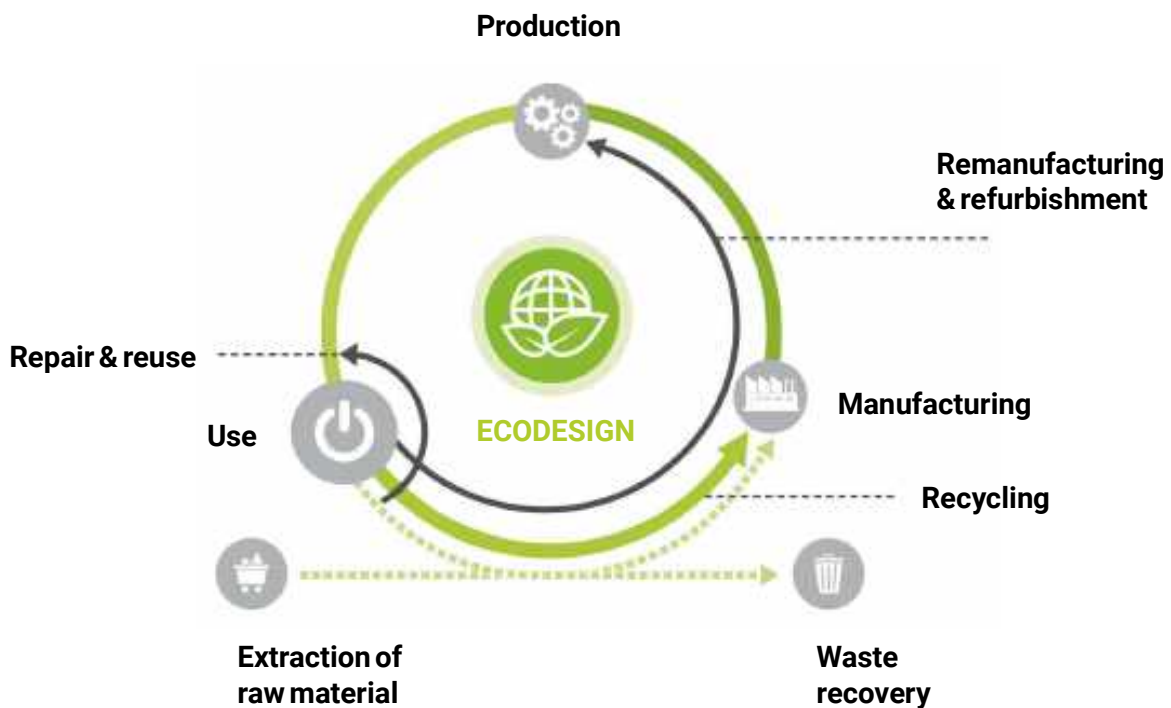 Production
Remanufacturing
& refurbishment
Repair & reuse
Manufacturing
Use
ECODESIGN
Recycling
Extraction of
raw material
Waste
recovery